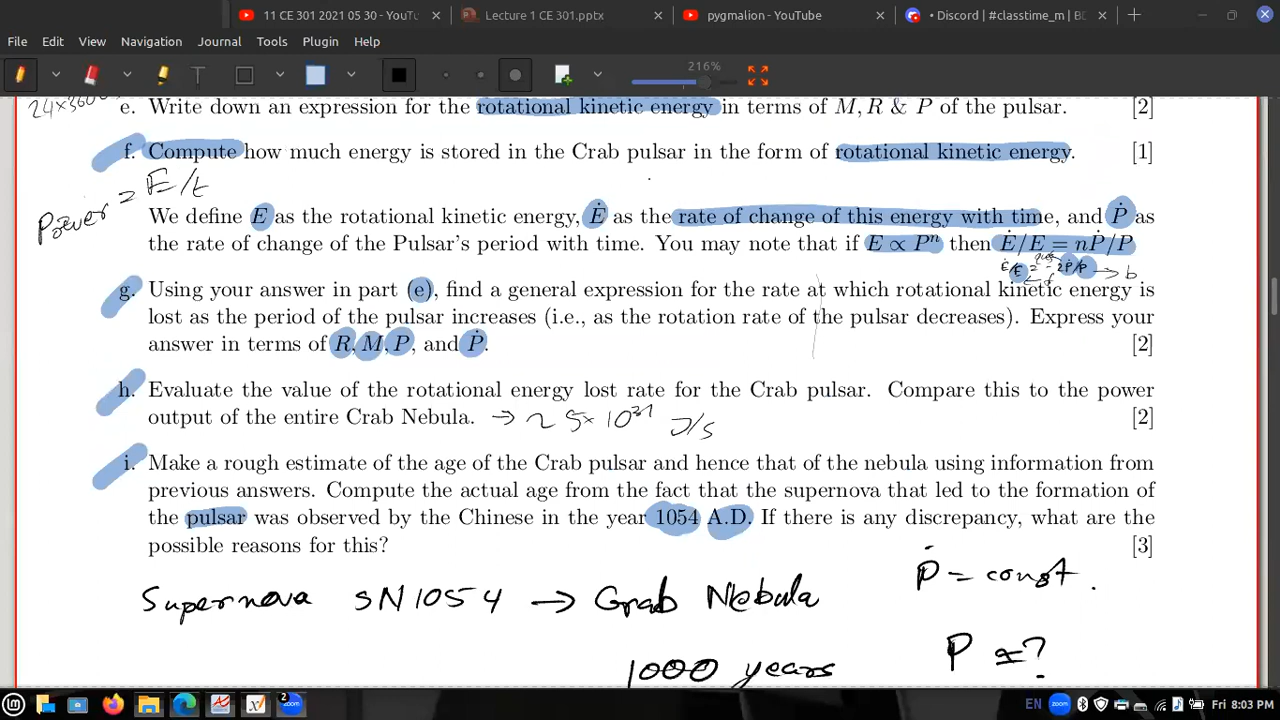 11 CE 301 2021 05 30 - YouTu
Lecture 1 CE 301.pptx
pygmalion - YouTube
• Discord | #classtime_m | BD
File Edit View Navigation Journal Tools Plugin Help
216%
24×3600
e. Write down an expression for the rotational kinetic energy in terms of M, R & P of the pulsar. [2]
f. Compute how much energy is stored in the Crab pulsar in the form of rotational kinetic energy. [1]
Power = E/t
We define E as the rotational kinetic energy, Ė as the rate of change of this energy with time, and Ṗ as
the rate of change of the Pulsar's period with time. You may note that if E ∝ Pⁿ then Ė/E = nṖ/P
Ė/E = -2Ṗ/P → b
g. Using your answer in part (e), find a general expression for the rate at which rotational kinetic energy is
lost as the period of the pulsar increases (i.e., as the rotation rate of the pulsar decreases). Express your
answer in terms of R, M, P, and Ṗ. [2]
h. Evaluate the value of the rotational energy lost rate for the Crab pulsar. Compare this to the power
output of the entire Crab Nebula. → ~ 5×10³¹ J/s [2]
i. Make a rough estimate of the age of the Crab pulsar and hence that of the nebula using information from
previous answers. Compute the actual age from the fact that the supernova that led to the formation of
the pulsar was observed by the Chinese in the year 1054 A.D. If there is any discrepancy, what are the
possible reasons for this? [3]
Ṗ = const.
Supernova SN1054 → Crab Nebula
P ≃ ?
1000 years
EN
Fri 8:03 PM